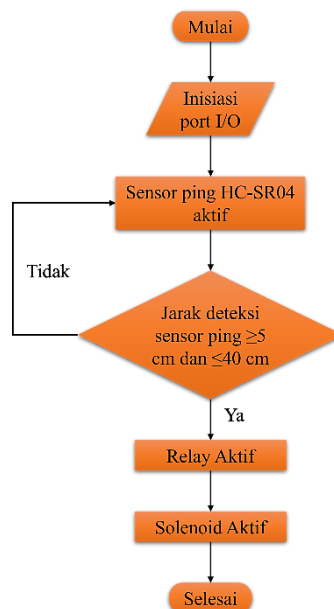 Mulai
Inisiasi
port I/O
Sensor ping HC-SR04
aktif
Tidak
Jarak deteksi
sensor ping ≥5
cm dan ≤40 cm
Ya
Relay Aktif
Solenoid Aktif
Selesai